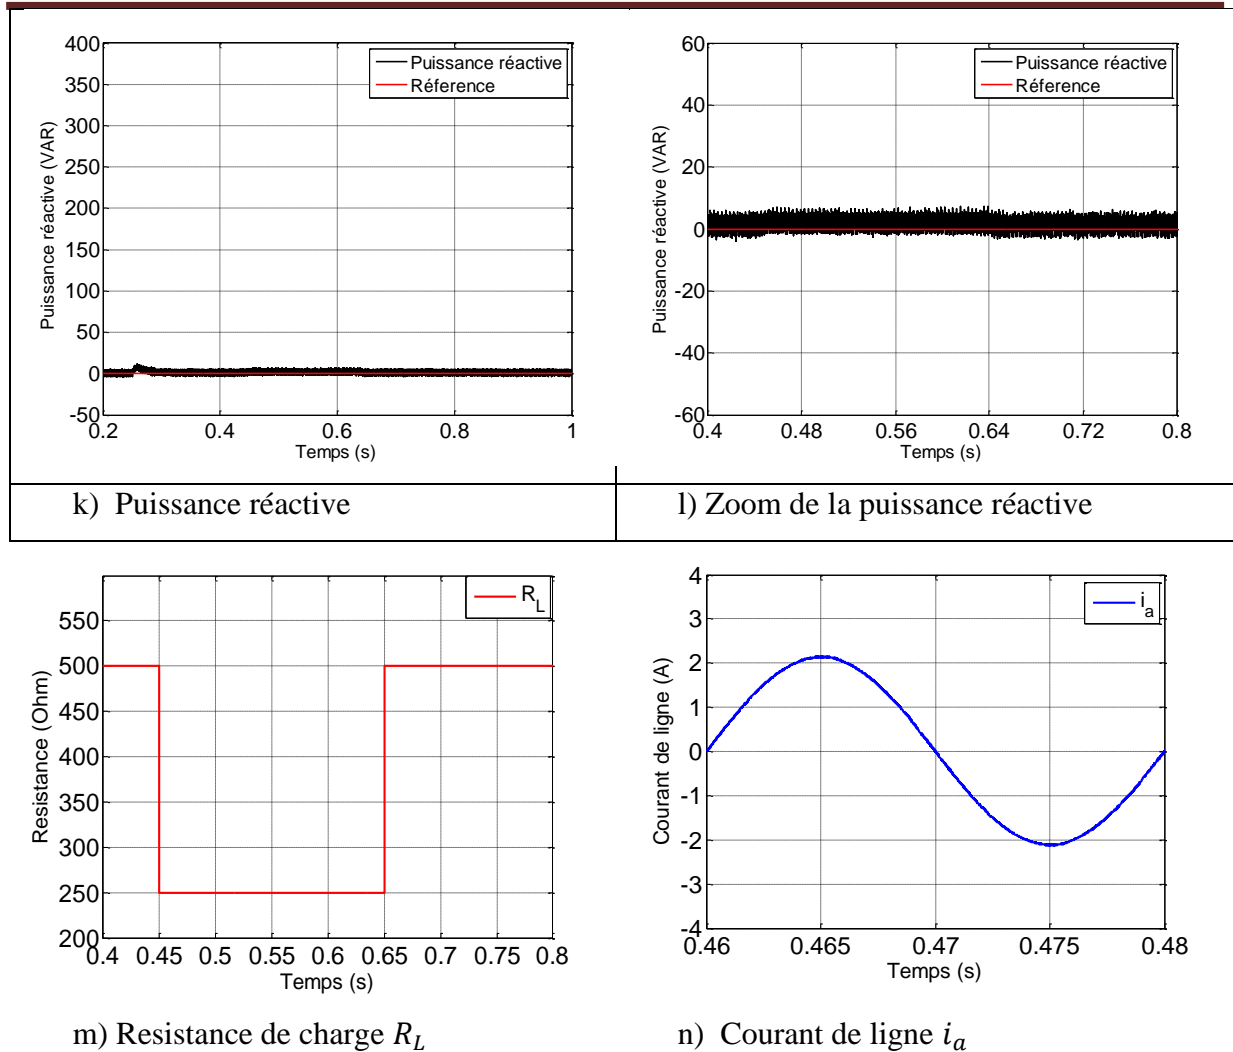 400
350
300
250
200
150
100
50
0
-50
Puissance réactive (VAR)
Puissance réactive
Réference
0.2 0.4 0.6 0.8 1
Temps (s)
60
40
20
0
-20
-40
-60
Puissance réactive (VAR)
Puissance réactive
Réference
0.4 0.48 0.56 0.64 0.72 0.8
Temps (s)
k) Puissance réactive
l) Zoom de la puissance réactive
550
500
450
400
350
300
250
200
Resistance (Ohm)
R_L
0.4 0.45 0.5 0.55 0.6 0.65 0.7 0.75 0.8
Temps (s)
4
3
2
1
0
-1
-2
-3
-4
Courant de ligne (A)
i_a
0.46 0.465 0.47 0.475 0.48
Temps (s)
m) Resistance de charge R_L
n) Courant de ligne i_a